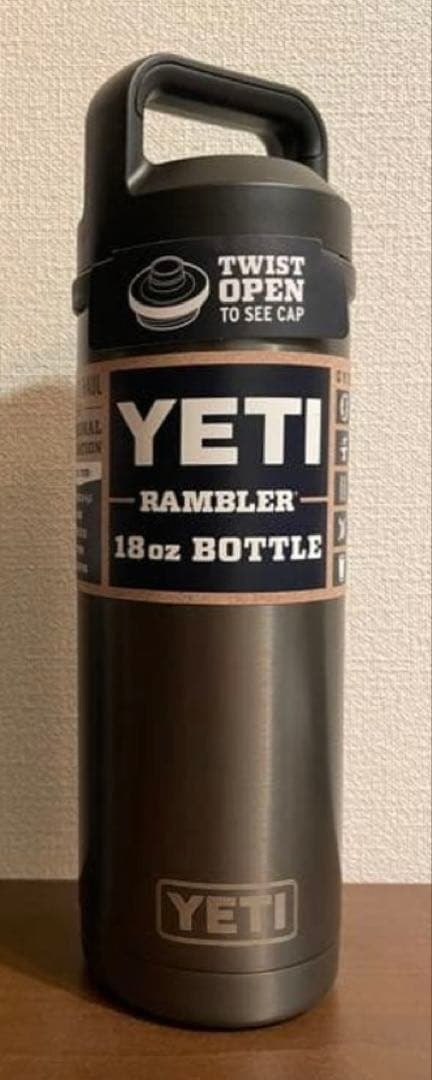 TWIST
OPEN
TO SEE CAP
YETI
RAMBLER
18oz BOTTLE
YETI